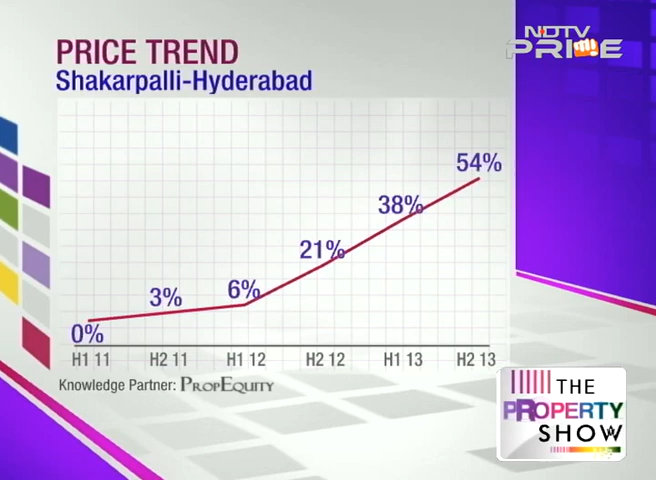 PRICE TREND
Shakarpalli-Hyderabad
NDTV
PRIME
54%
38%
21%
6%
3%
0%
H1 11 H2 11 H1 12 H2 12 H1 13 H2 13
Knowledge Partner: PROPEQUITY
THE
PROPERTY
SHOW